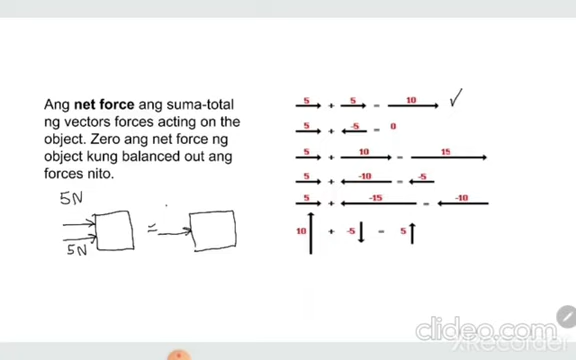 Ang net force ang suma-total
ng vectors forces acting on the
object. Zero ang net force ng
object kung balanced out ang
forces nito.
5N
5N
=
5 + 5 = 10 ✓
5 + -5 = 0
5 + 10 = 15
5 + -10 = -5
5 + -15 = -10
10 + -5 = 5
clideo.com
XRecorder